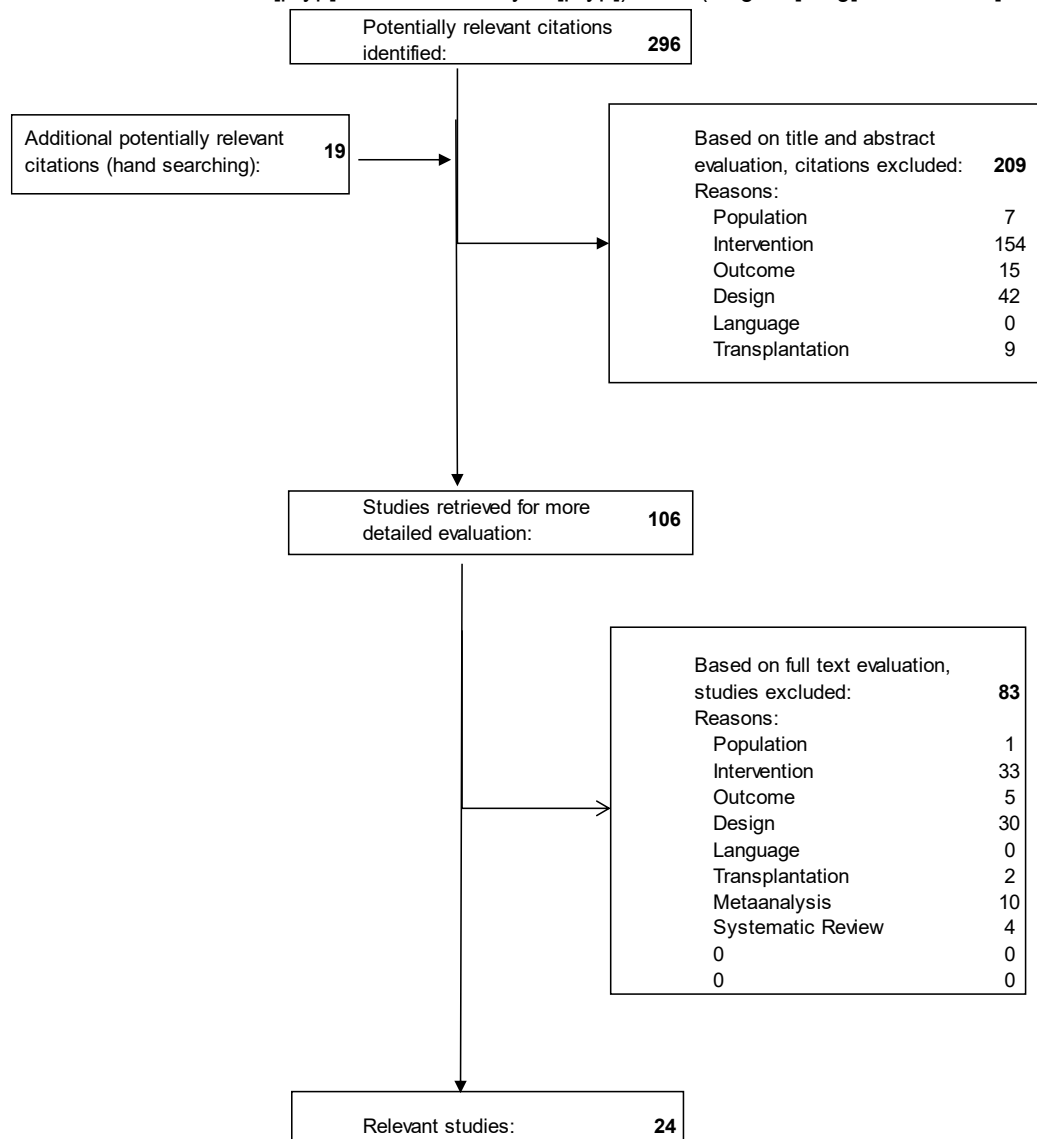 Potentially relevant citations
identified: 296
Additional potentially relevant
citations (hand searching): 19
Based on title and abstract
evaluation, citations excluded: 209
Reasons:
Population 7
Intervention 154
Outcome 15
Design 42
Language 0
Transplantation 9
Studies retrieved for more
detailed evaluation: 106
Based on full text evaluation,
studies excluded: 83
Reasons:
Population 1
Intervention 33
Outcome 5
Design 30
Language 0
Transplantation 2
Metaanalysis 10
Systematic Review 4
0 0
0 0
Relevant studies: 24